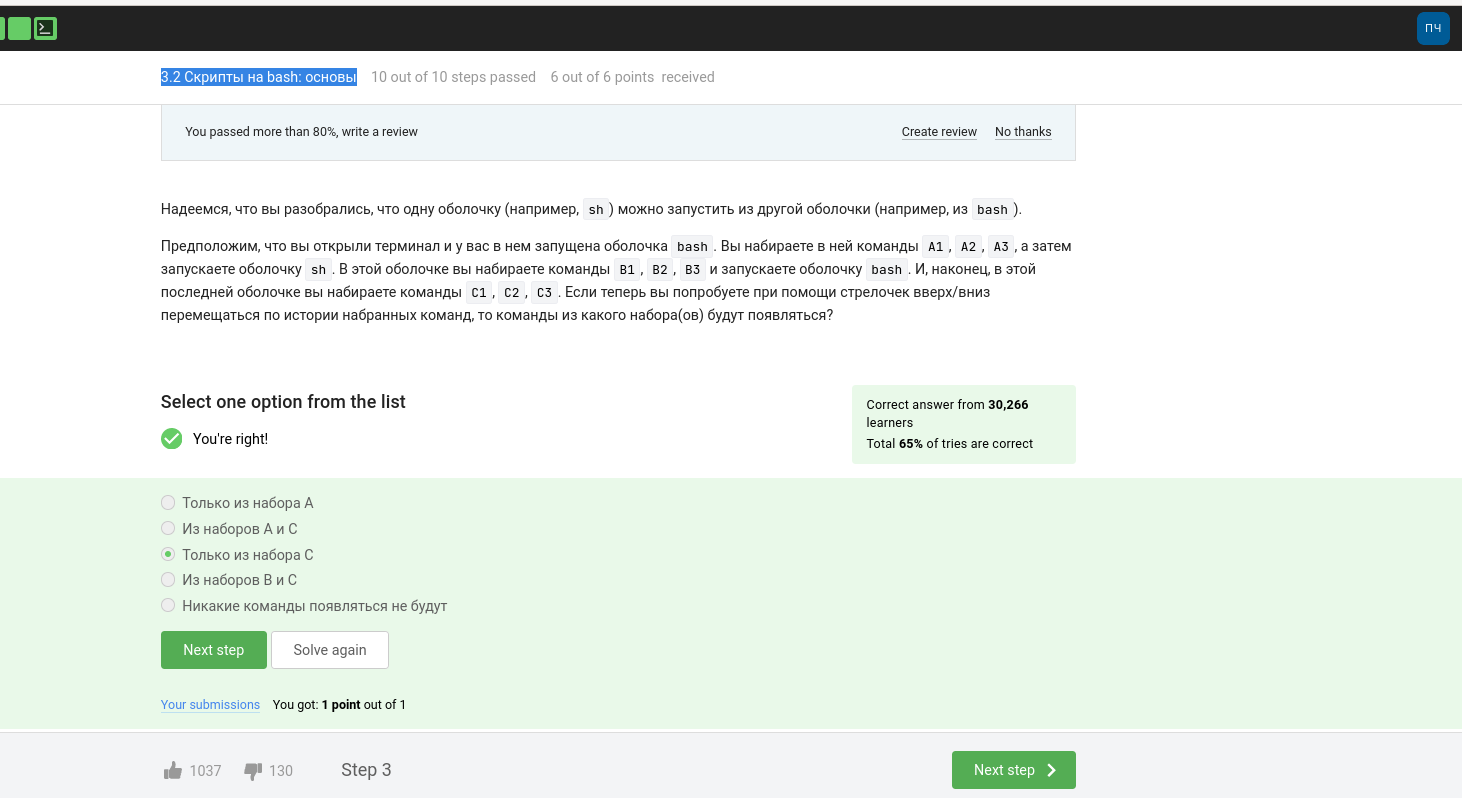 ПЧ
3.2 Скрипты на bash: основы 10 out of 10 steps passed 6 out of 6 points received
You passed more than 80%, write a review Create review No thanks
Надеемся, что вы разобрались, что одну оболочку (например, sh) можно запустить из другой оболочки (например, из bash).
Предположим, что вы открыли терминал и у вас в нем запущена оболочка bash. Вы набираете в ней команды A1, A2, A3, а затем
запускаете оболочку sh. В этой оболочке вы набираете команды B1, B2, B3 и запускаете оболочку bash. И, наконец, в этой
последней оболочке вы набираете команды C1, C2, C3. Если теперь вы попробуете при помощи стрелочек вверх/вниз
перемещаться по истории набранных команд, то команды из какого набора(ов) будут появляться?
Select one option from the list
You're right!
Correct answer from 30,266
learners
Total 65% of tries are correct
Только из набора A
Из наборов A и C
Только из набора C
Из наборов B и C
Никакие команды появляться не будут
Next step Solve again
Your submissions You got: 1 point out of 1
1037 130 Step 3 Next step